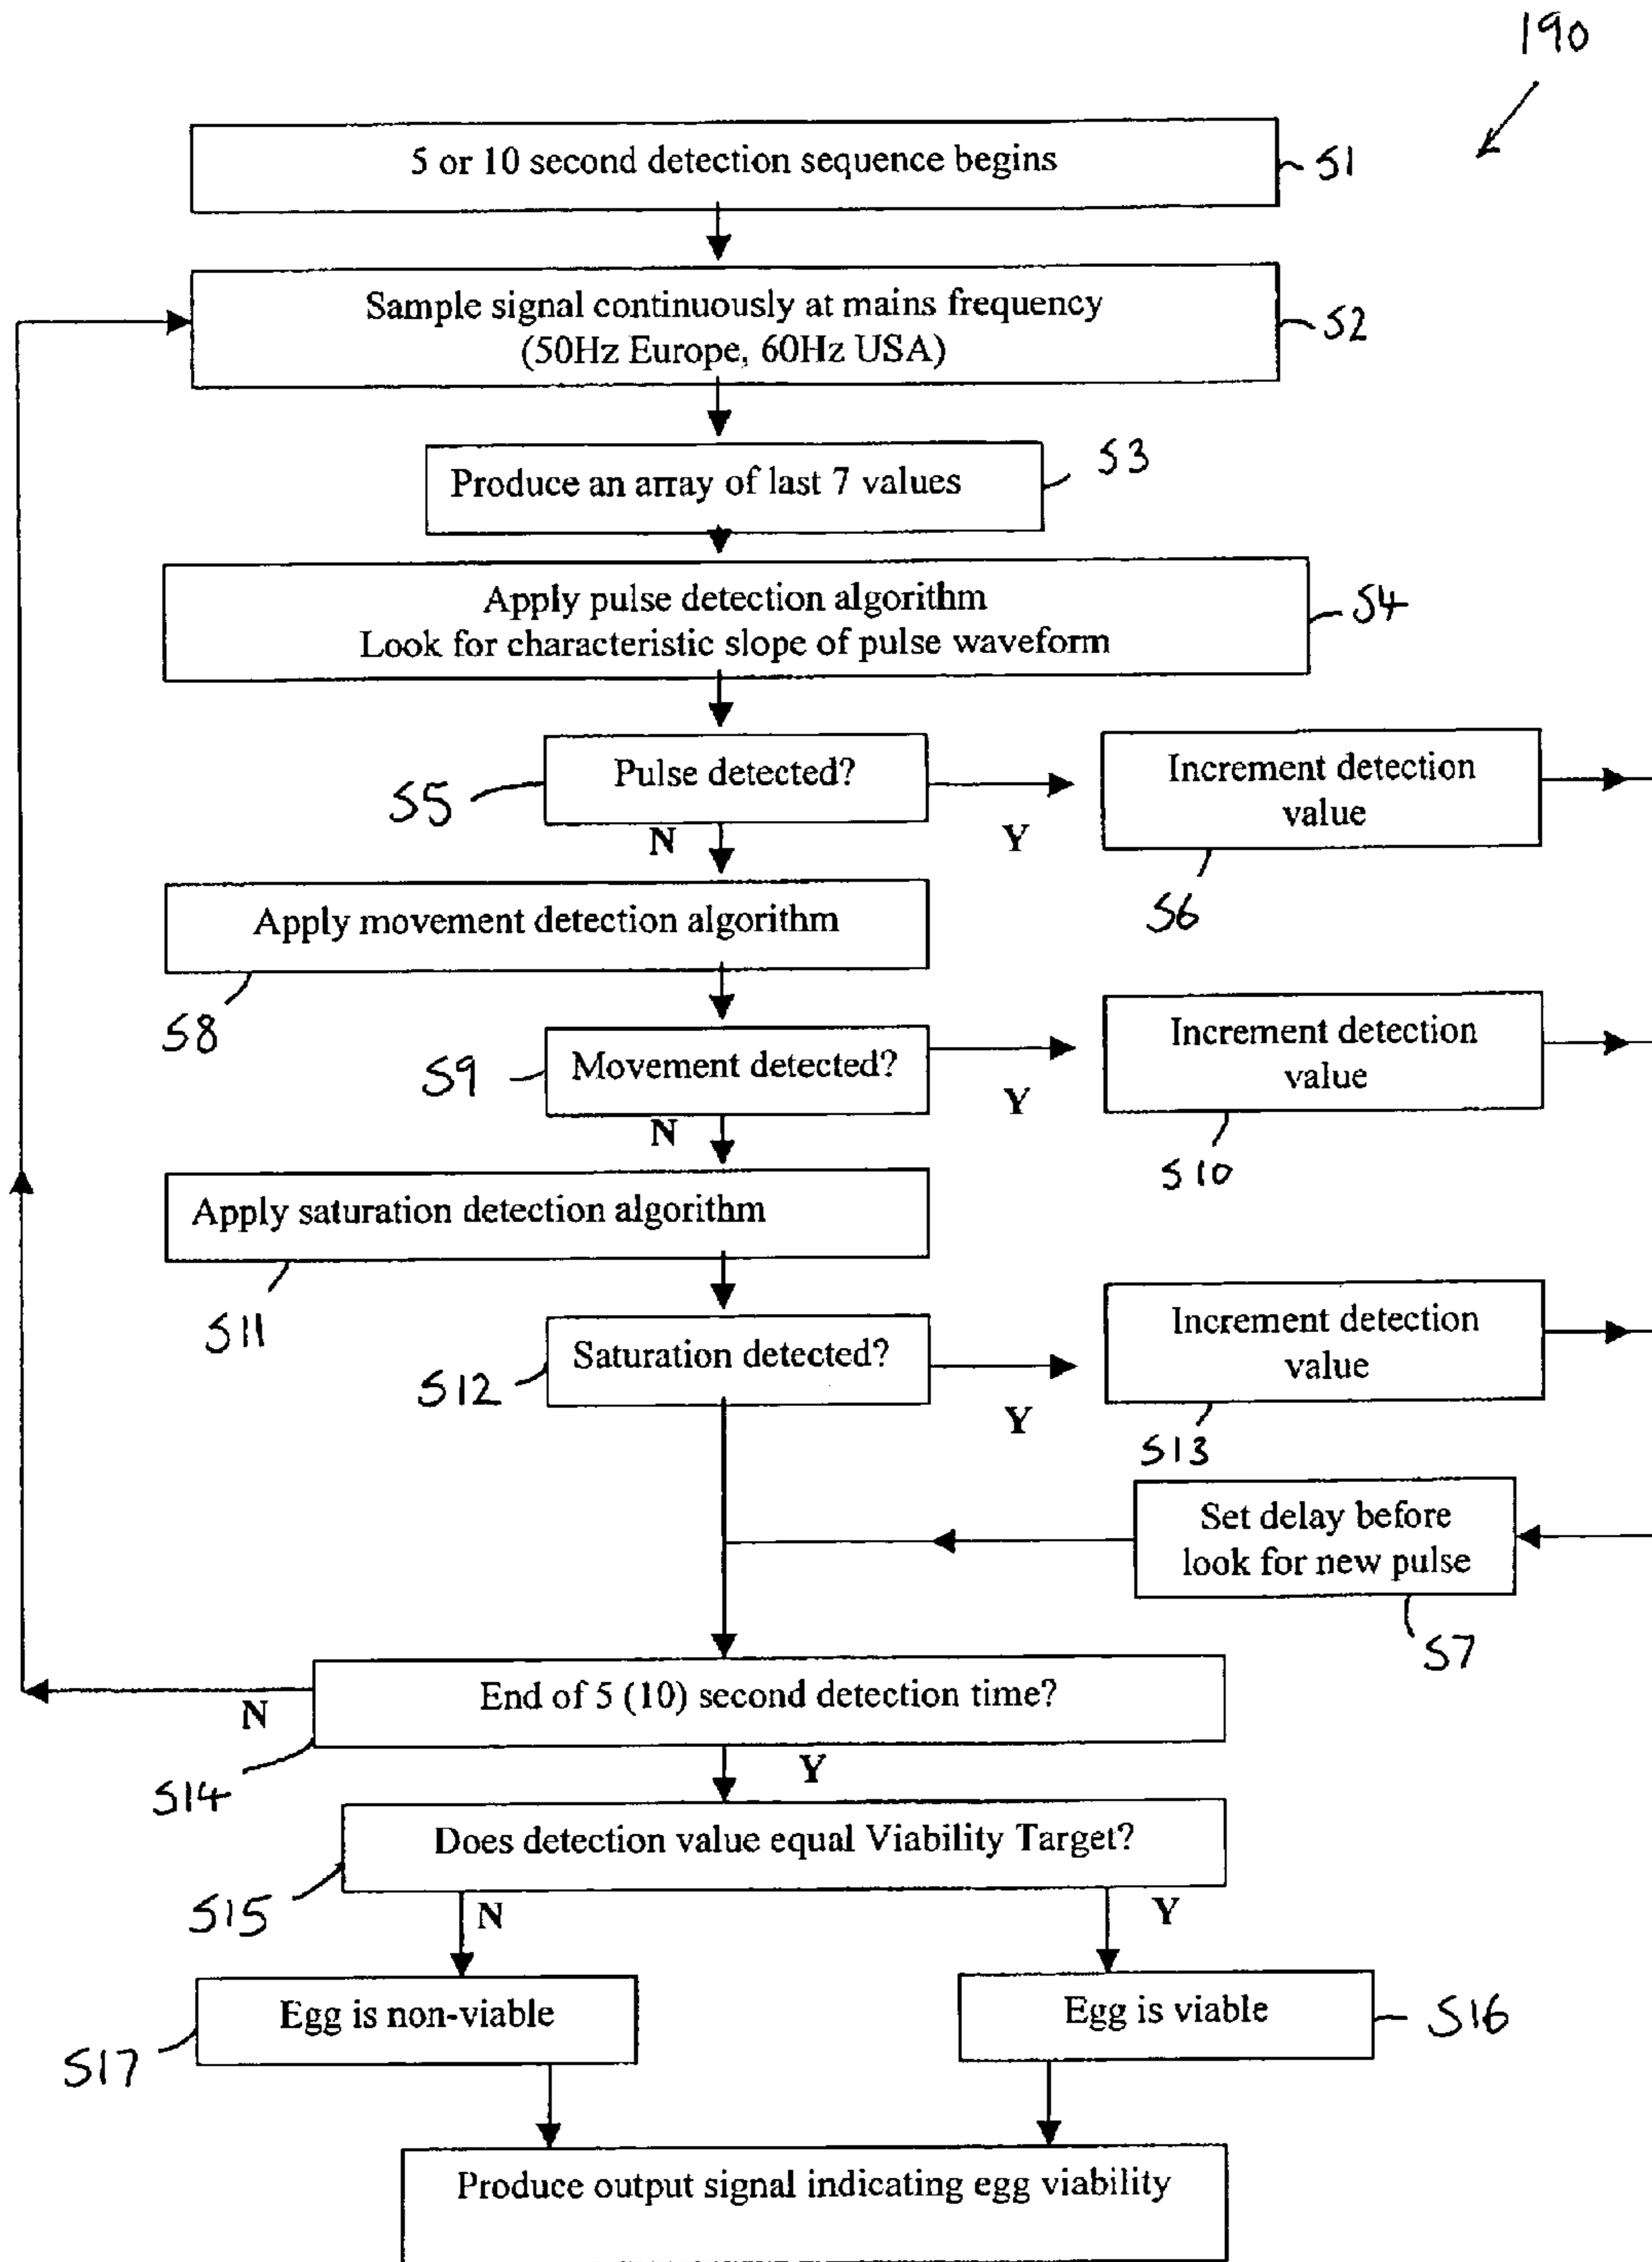 190
5 or 10 second detection sequence begins
S1
Sample signal continuously at mains frequency
(50Hz Europe, 60Hz USA)
S2
Produce an array of last 7 values
S3
Apply pulse detection algorithm
Look for characteristic slope of pulse waveform
S4
Pulse detected?
S5
N
Y
Increment detection
value
S6
Apply movement detection algorithm
S8
Movement detected?
S9
N
Y
Increment detection
value
S10
Apply saturation detection algorithm
S11
Saturation detected?
S12
Y
Increment detection
value
S13
Set delay before
look for new pulse
S7
End of 5 (10) second detection time?
N
S14
Y
Does detection value equal Viability Target?
S15
N
Y
Egg is non-viable
S17
Egg is viable
S16
Produce output signal indicating egg viability